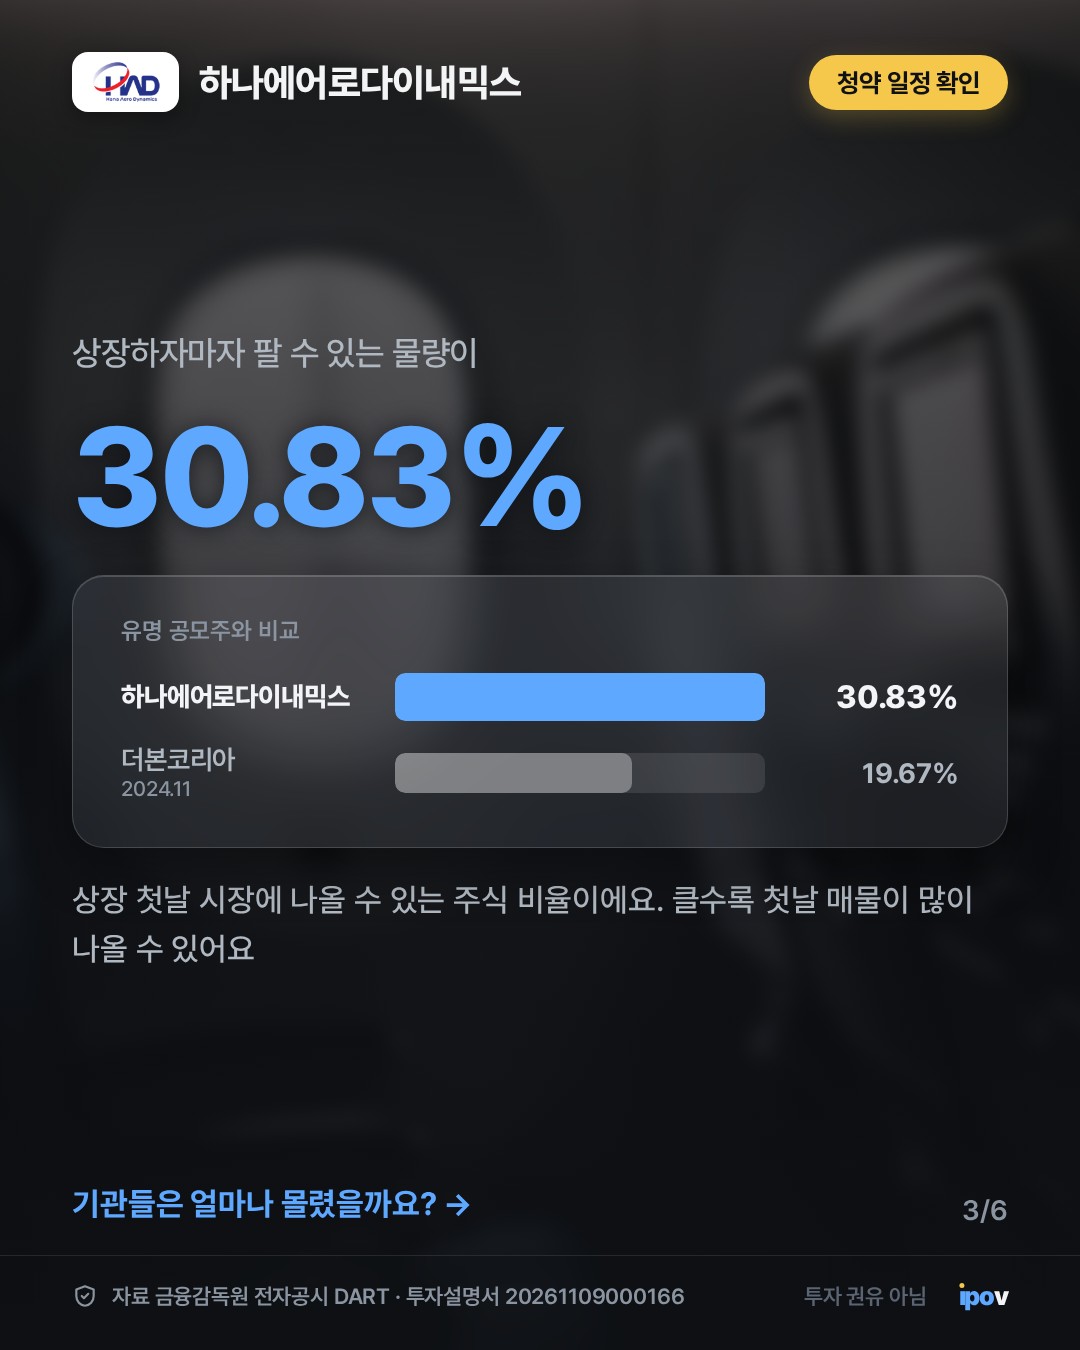 HAD
Hana Aero Dynamics
하나에어로다이내믹스
청약 일정 확인
상장하자마자 팔 수 있는 물량이
30.83%
유명 공모주와 비교
하나에어로다이내믹스
30.83%
더본코리아
2024.11
19.67%
상장 첫날 시장에 나올 수 있는 주식 비율이에요. 클수록 첫날 매물이 많이
나올 수 있어요
기관들은 얼마나 몰렸을까요? →
3/6
자료 금융감독원 전자공시 DART · 투자설명서 20261109000166
투자 권유 아님
ipov